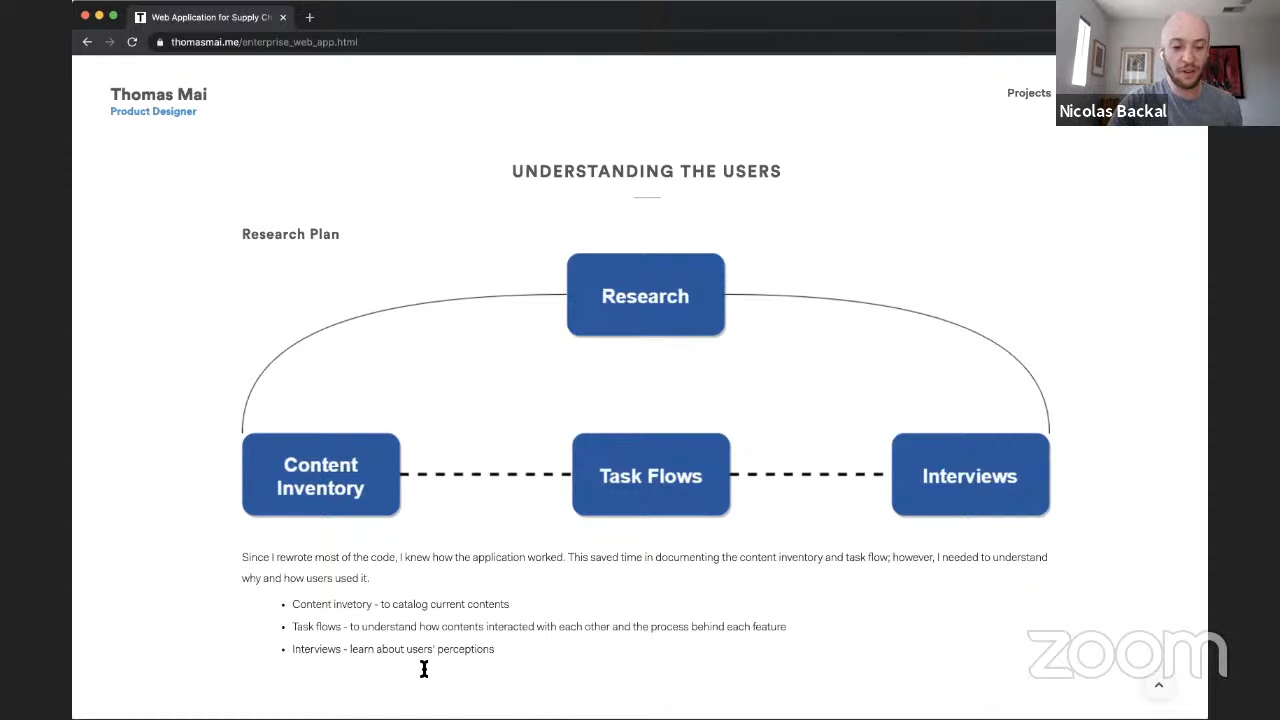 Web Application for Supply Ch
thomasmai.me/enterprise_web_app.html
Thomas Mai
Product Designer
Projects
Nicolas Backal
UNDERSTANDING THE USERS
Research Plan
Research
Content
Inventory
Task Flows
Interviews
Since I rewrote most of the code, I knew how the application worked. This saved time in documenting the content inventory and task flow; however, I needed to understand
why and how users used it.
• Content invetory - to catalog current contents
• Task flows - to understand how contents interacted with each other and the process behind each feature
• Interviews - learn about users' perceptions
zoom